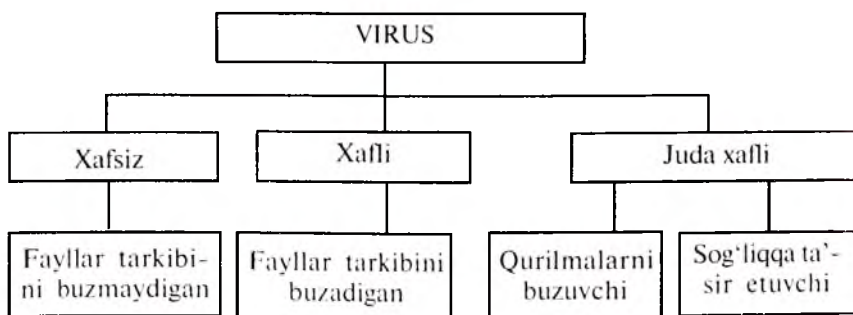 VIRUS
Xafsiz
Xafli
Juda xafli
Fayllar tarkibi-
ni buzmaydigan
Fayllar tarkibini
buzadigan
Qurilmalarni
buzuvchi
Sog‘liqqa ta’-
sir etuvchi